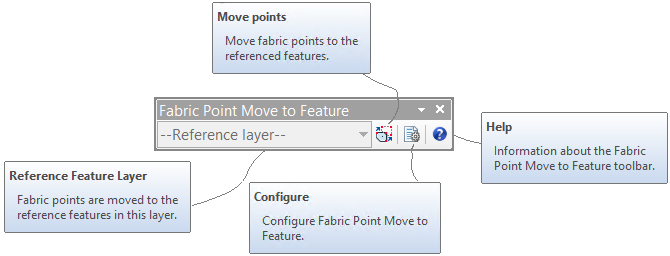 Move points
Move fabric points to the
referenced features.
Fabric Point Move to Feature
--Reference layer--
Help
Information about the Fabric
Point Move to Feature toolbar.
Reference Feature Layer
Fabric points are moved to the
reference features in this layer.
Configure
Configure Fabric Point Move to
Feature.